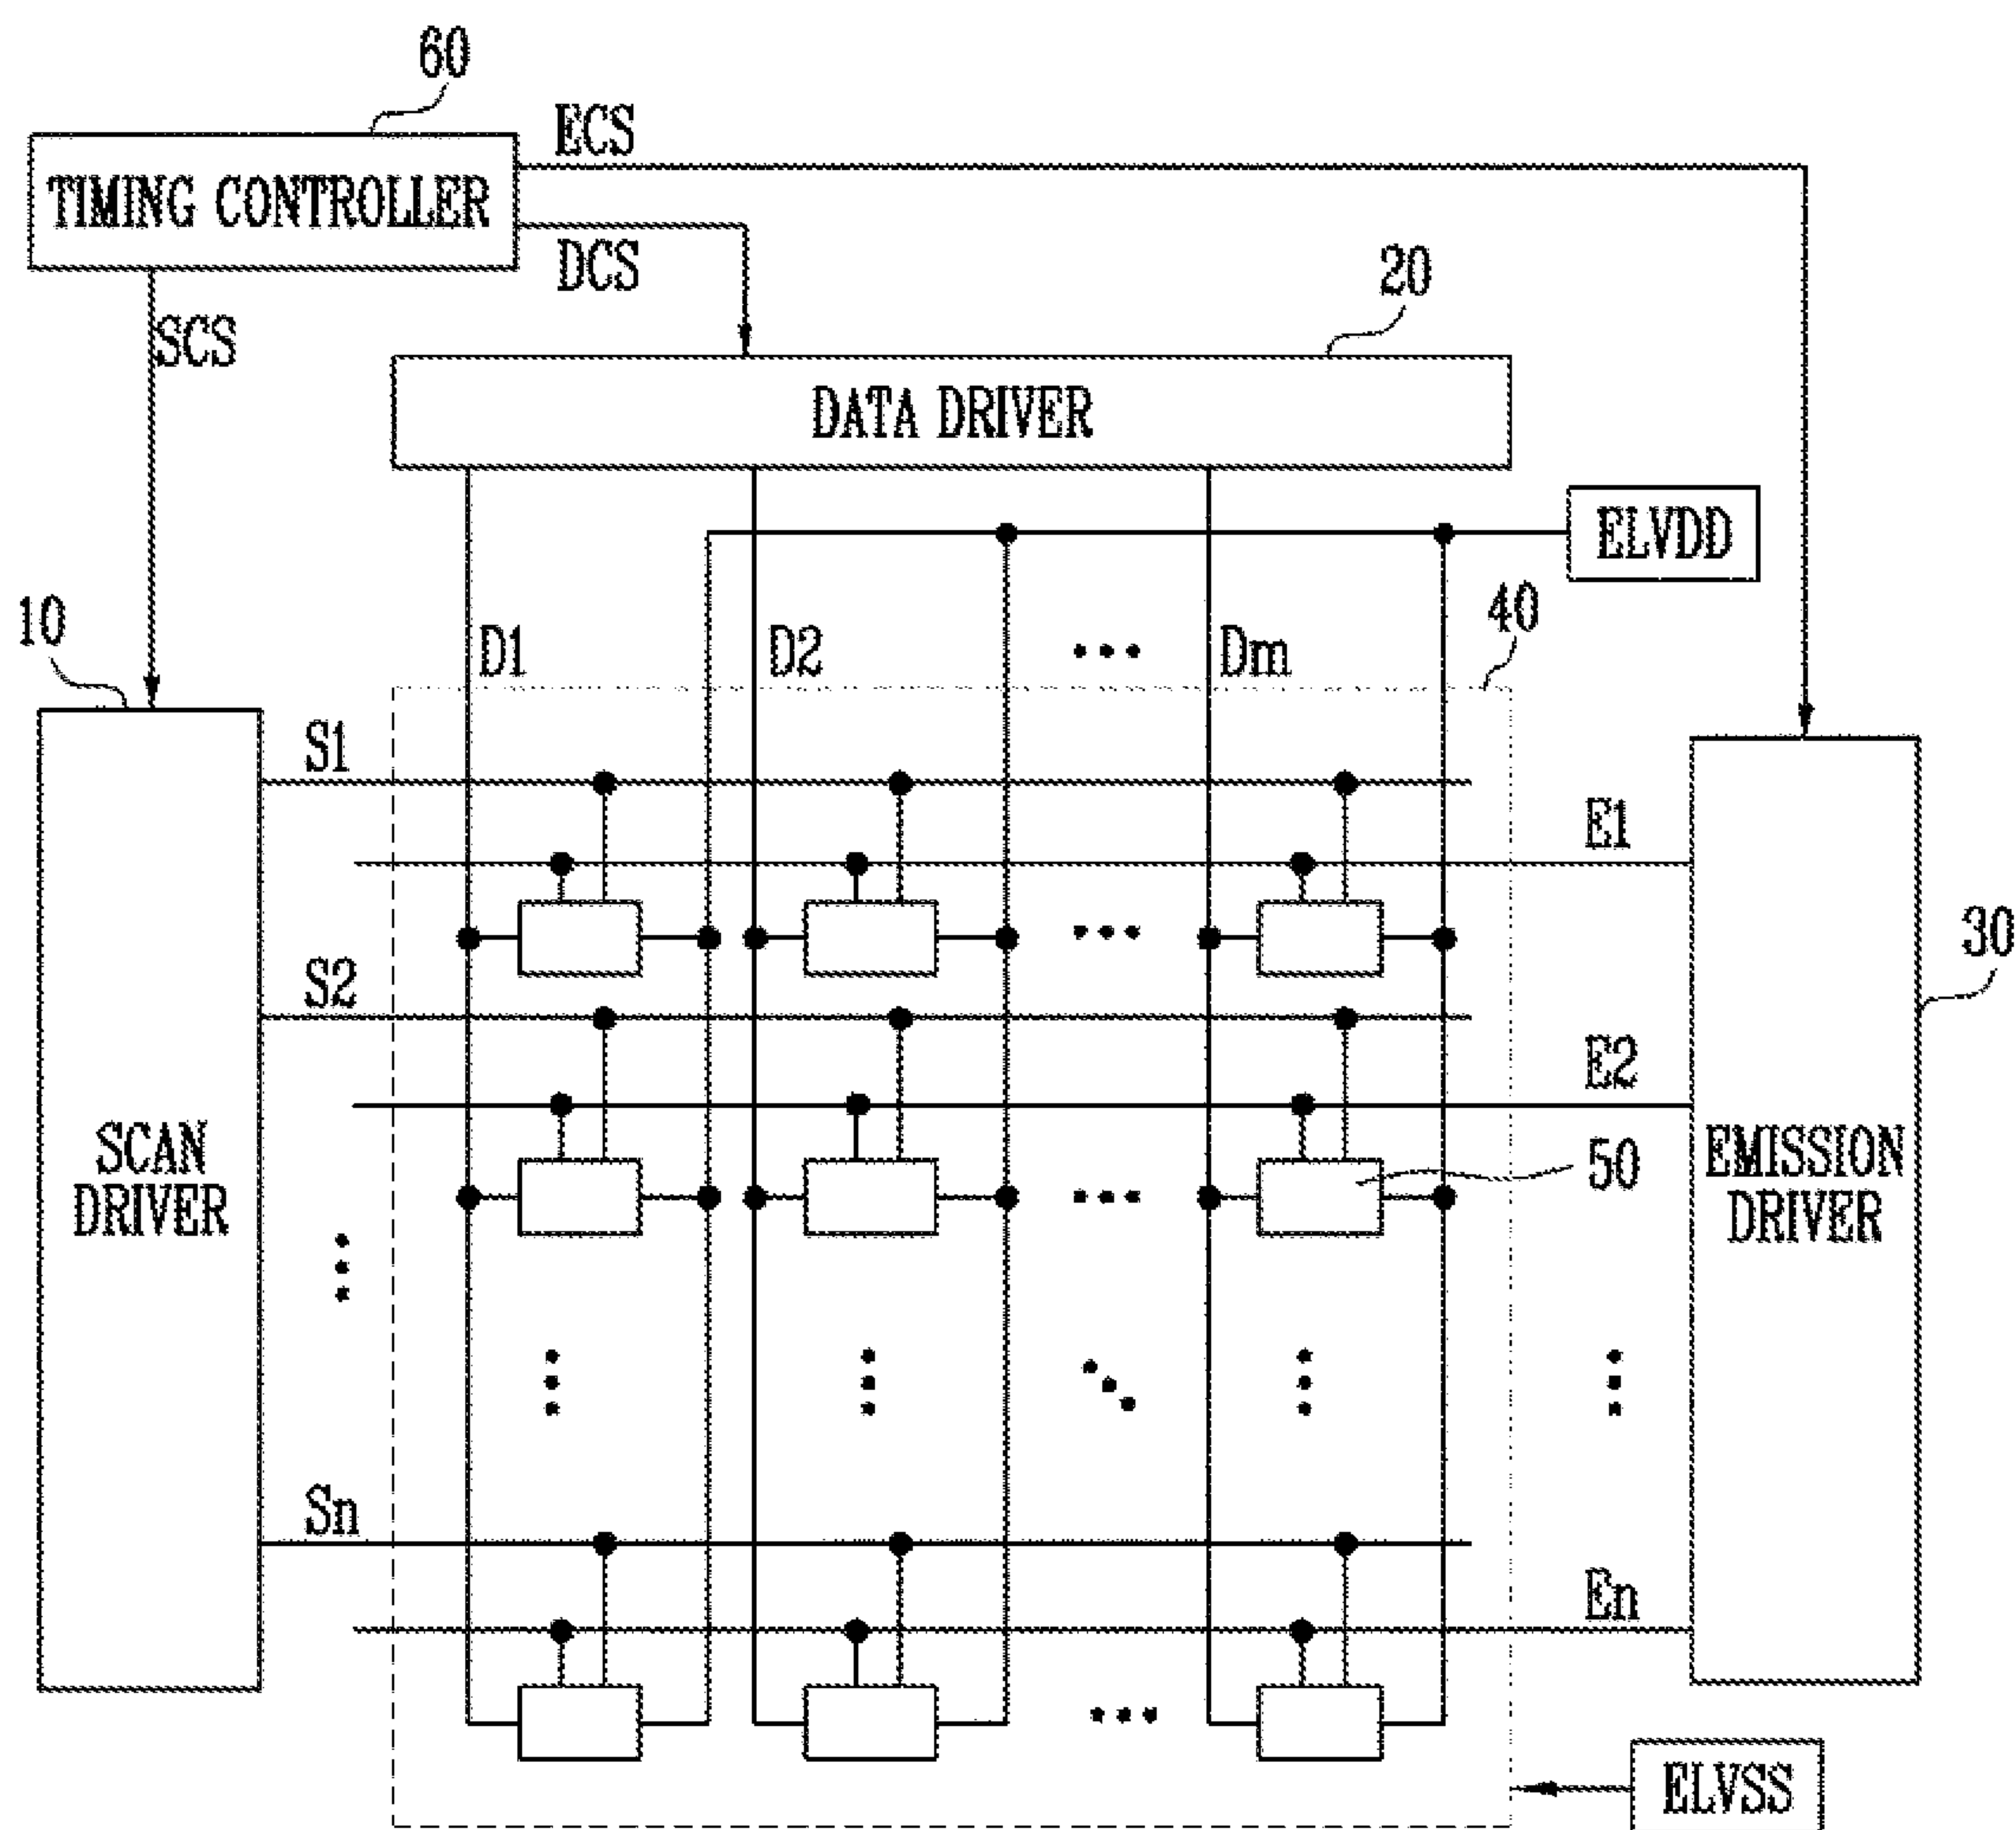 60
ECS
TIMING CONTROLLER
DCS
20
SCS
DATA DRIVER
ELVDD
10
40
D1
D2
Dm
S1
E1
30
S2
E2
SCAN
DRIVER
50
EMISSION
DRIVER
Sn
En
ELVSS